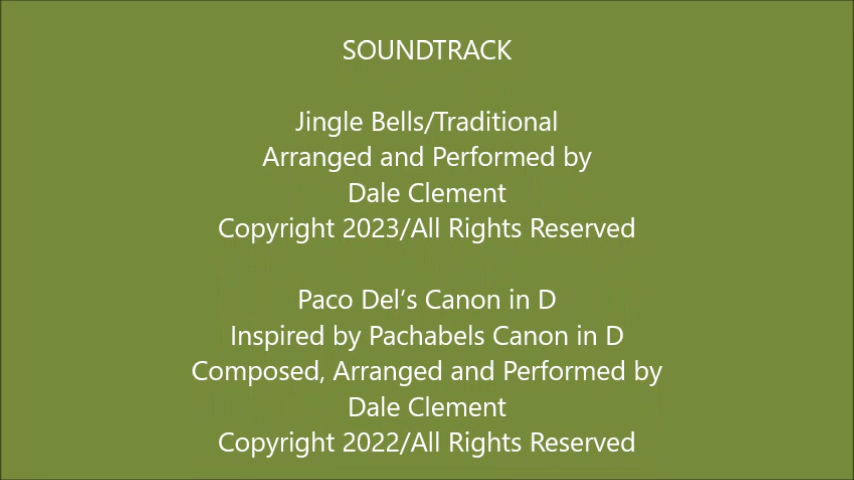 SOUNDTRACK
Jingle Bells/Traditional
Arranged and Performed by
Dale Clement
Copyright 2023/All Rights Reserved
Paco Del’s Canon in D
Inspired by Pachabels Canon in D
Composed, Arranged and Performed by
Dale Clement
Copyright 2022/All Rights Reserved